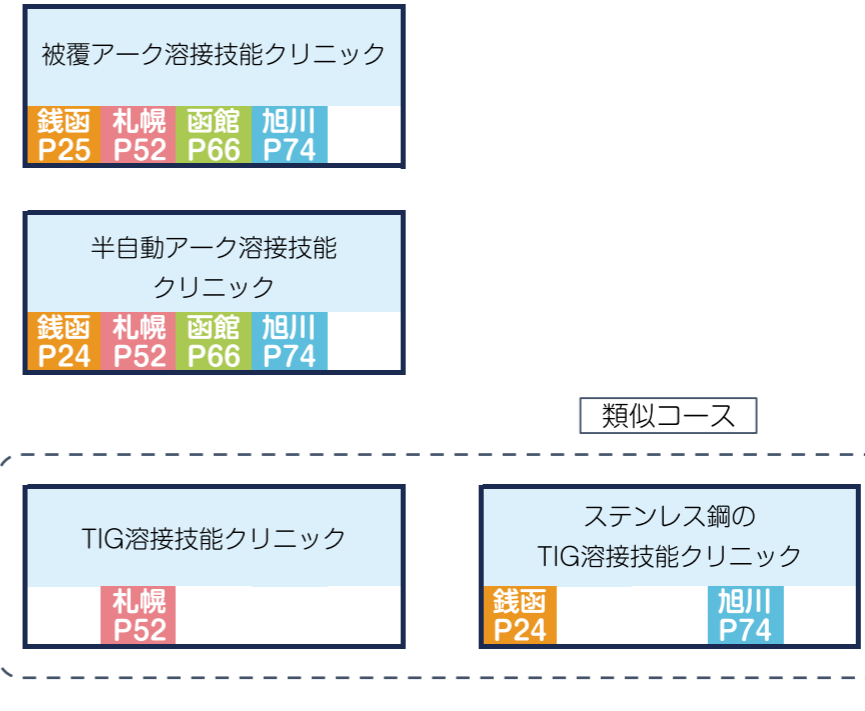 被覆アーク溶接技能クリニック
銭函 札幌 函館 旭川
P25 P52 P66 P74
半自動アーク溶接技能
クリニック
銭函 札幌 函館 旭川
P24 P52 P66 P74
類似コース
TIG溶接技能クリニック
札幌
P52
ステンレス鋼の
TIG溶接技能クリニック
銭函 旭川
P24 P74